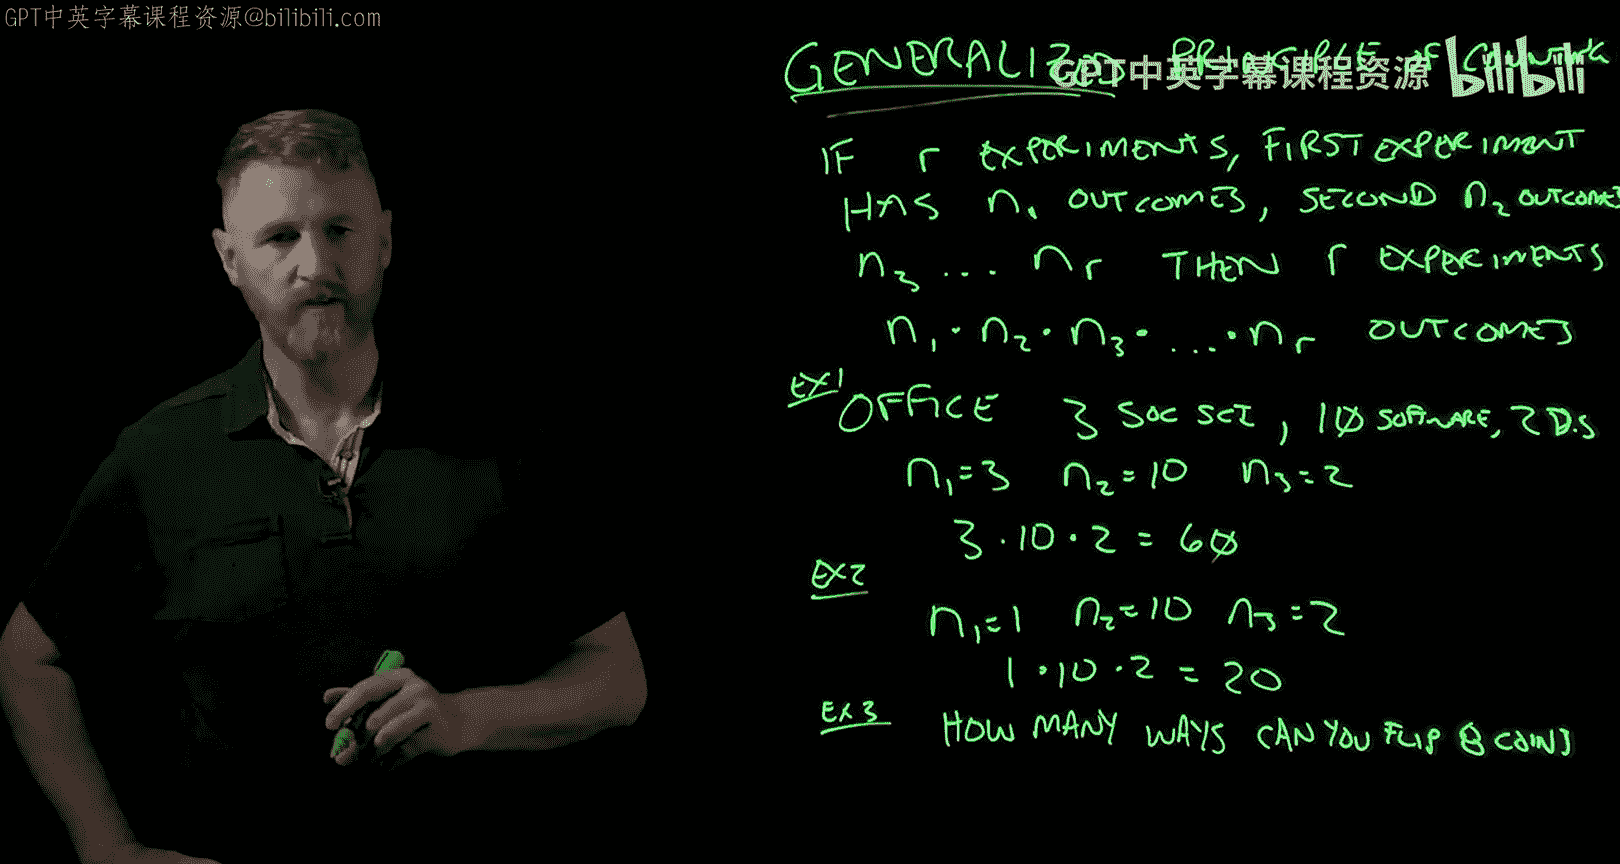 GPT中英字幕课程资源@bilibili.com
GENERALIZED PRINCIPLE OF
GPT中英字幕课程资源 bilibili
IF r EXPERIMENTS, FIRST EXPERIMENT
HAS n₁ OUTCOMES, SECOND n₂ OUTCOMES
n₃ ... nᵣ THEN r EXPERIMENTS
n₁ · n₂ · n₃ · ... · nᵣ OUTCOMES
EX1 OFFICE 3 SOC SCI, 10 SOFTWARE, 2 D.S
n₁=3 n₂=10 n₃=2
3 · 10 · 2 = 60
EX2
n₁=1 n₂=10 n₃=2
1 · 10 · 2 = 20
EX3 HOW MANY WAYS CAN YOU FLIP 8 COINS